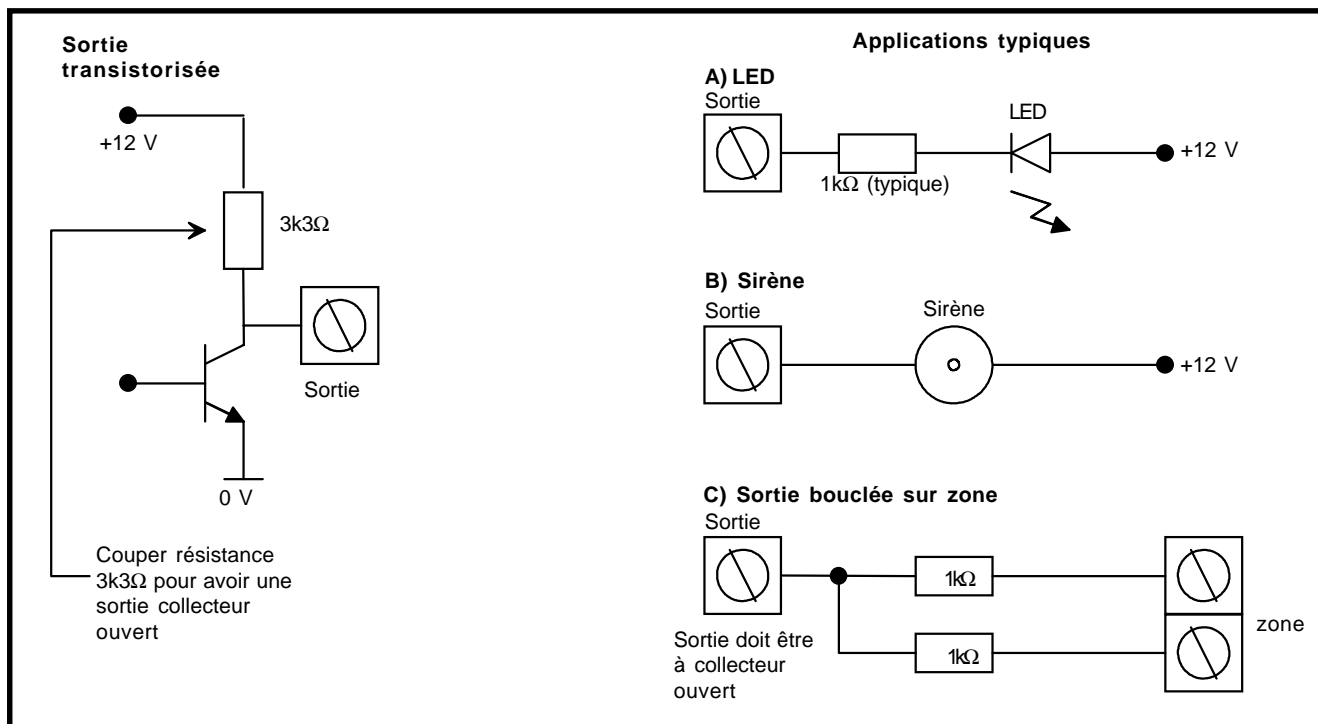 Sortie
transistorisée
+12 V
3k3Ω
Sortie
0 V
Couper résistance
3k3Ω pour avoir une
sortie collecteur
ouvert
Applications typiques
A) LED
Sortie
LED
1kΩ (typique)
+12 V
B) Sirène
Sortie
Sirène
+12 V
C) Sortie bouclée sur zone
Sortie
1kΩ
1kΩ
zone
Sortie doit être
à collecteur
ouvert